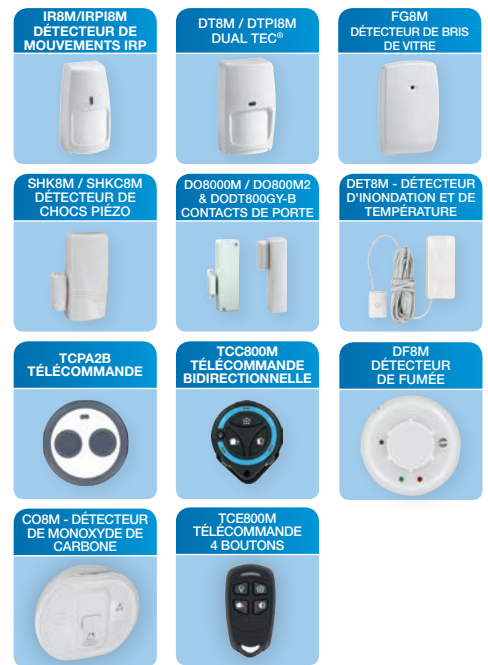 IR8M/IRPI8M
DÉTECTEUR DE
MOUVEMENTS IRP
DT8M / DTPI8M
DUAL TEC®
FG8M
DÉTECTEUR DE BRIS
DE VITRE
SHK8M / SHKC8M
DÉTECTEUR DE
CHOCS PIÉZO
DO8000M / DO800M2
& DODT800GY-B
CONTACTS DE PORTE
DET8M - DÉTECTEUR
D'INONDATION ET DE
TEMPÉRATURE
TCPA2B
TÉLÉCOMMANDE
TCC800M
TÉLÉCOMMANDE
BIDIRECTIONNELLE
DF8M
DÉTECTEUR
DE FUMÉE
CO8M - DÉTECTEUR
DE MONOXYDE DE
CARBONE
TCE800M
TÉLÉCOMMANDE
4 BOUTONS